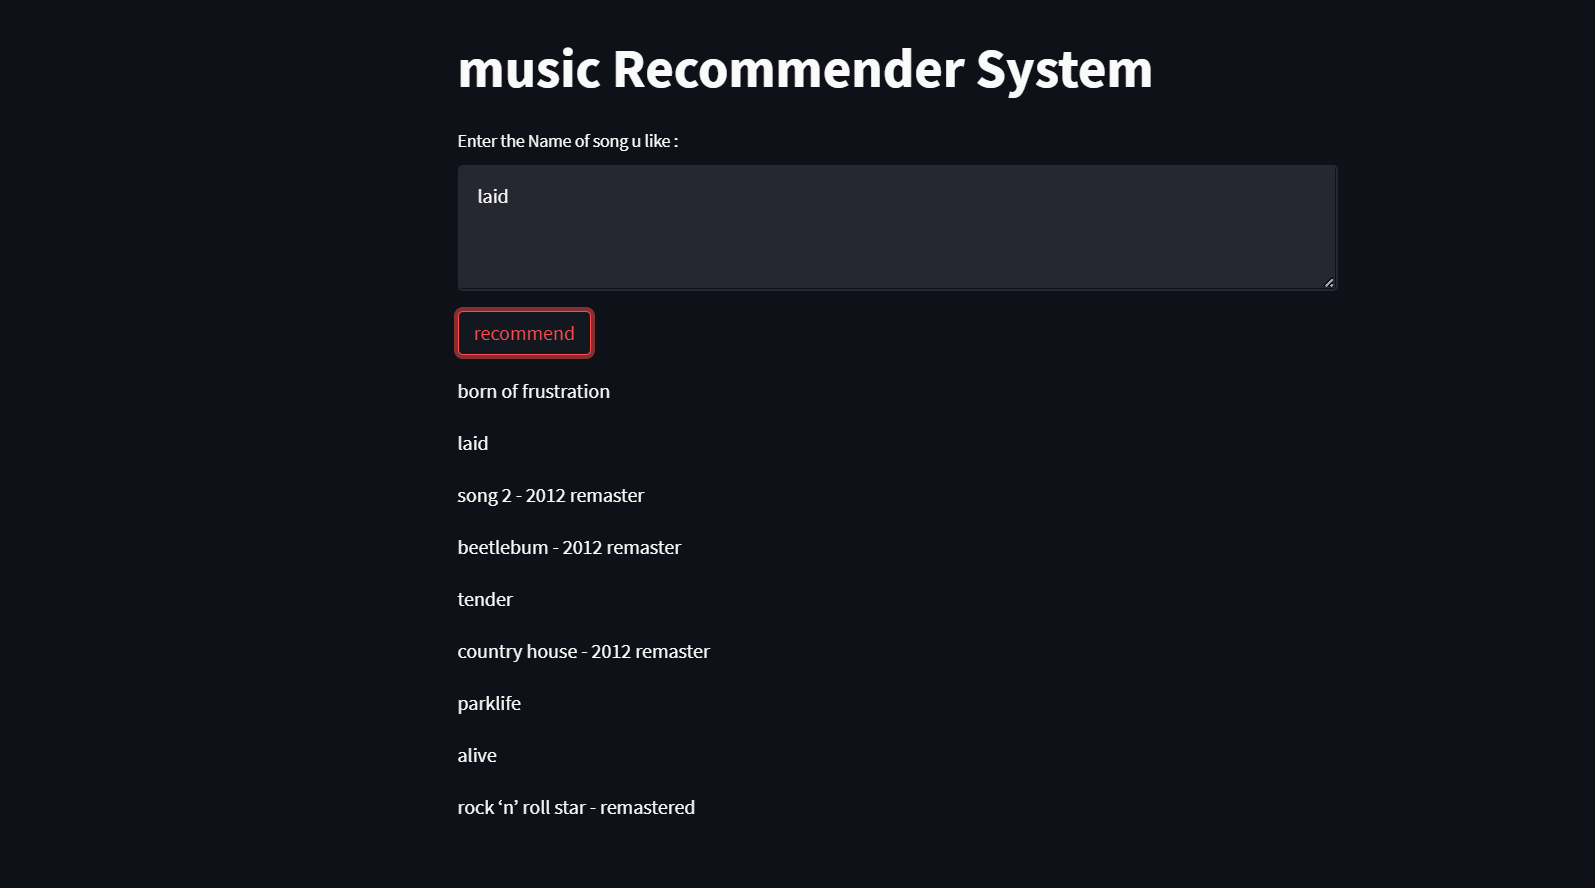 music Recommender System
Enter the Name of song u like :
laid
recommend
born of frustration
laid
song 2 - 2012 remaster
beetlebum - 2012 remaster
tender
country house - 2012 remaster
parklife
alive
rock ‘n’ roll star - remastered